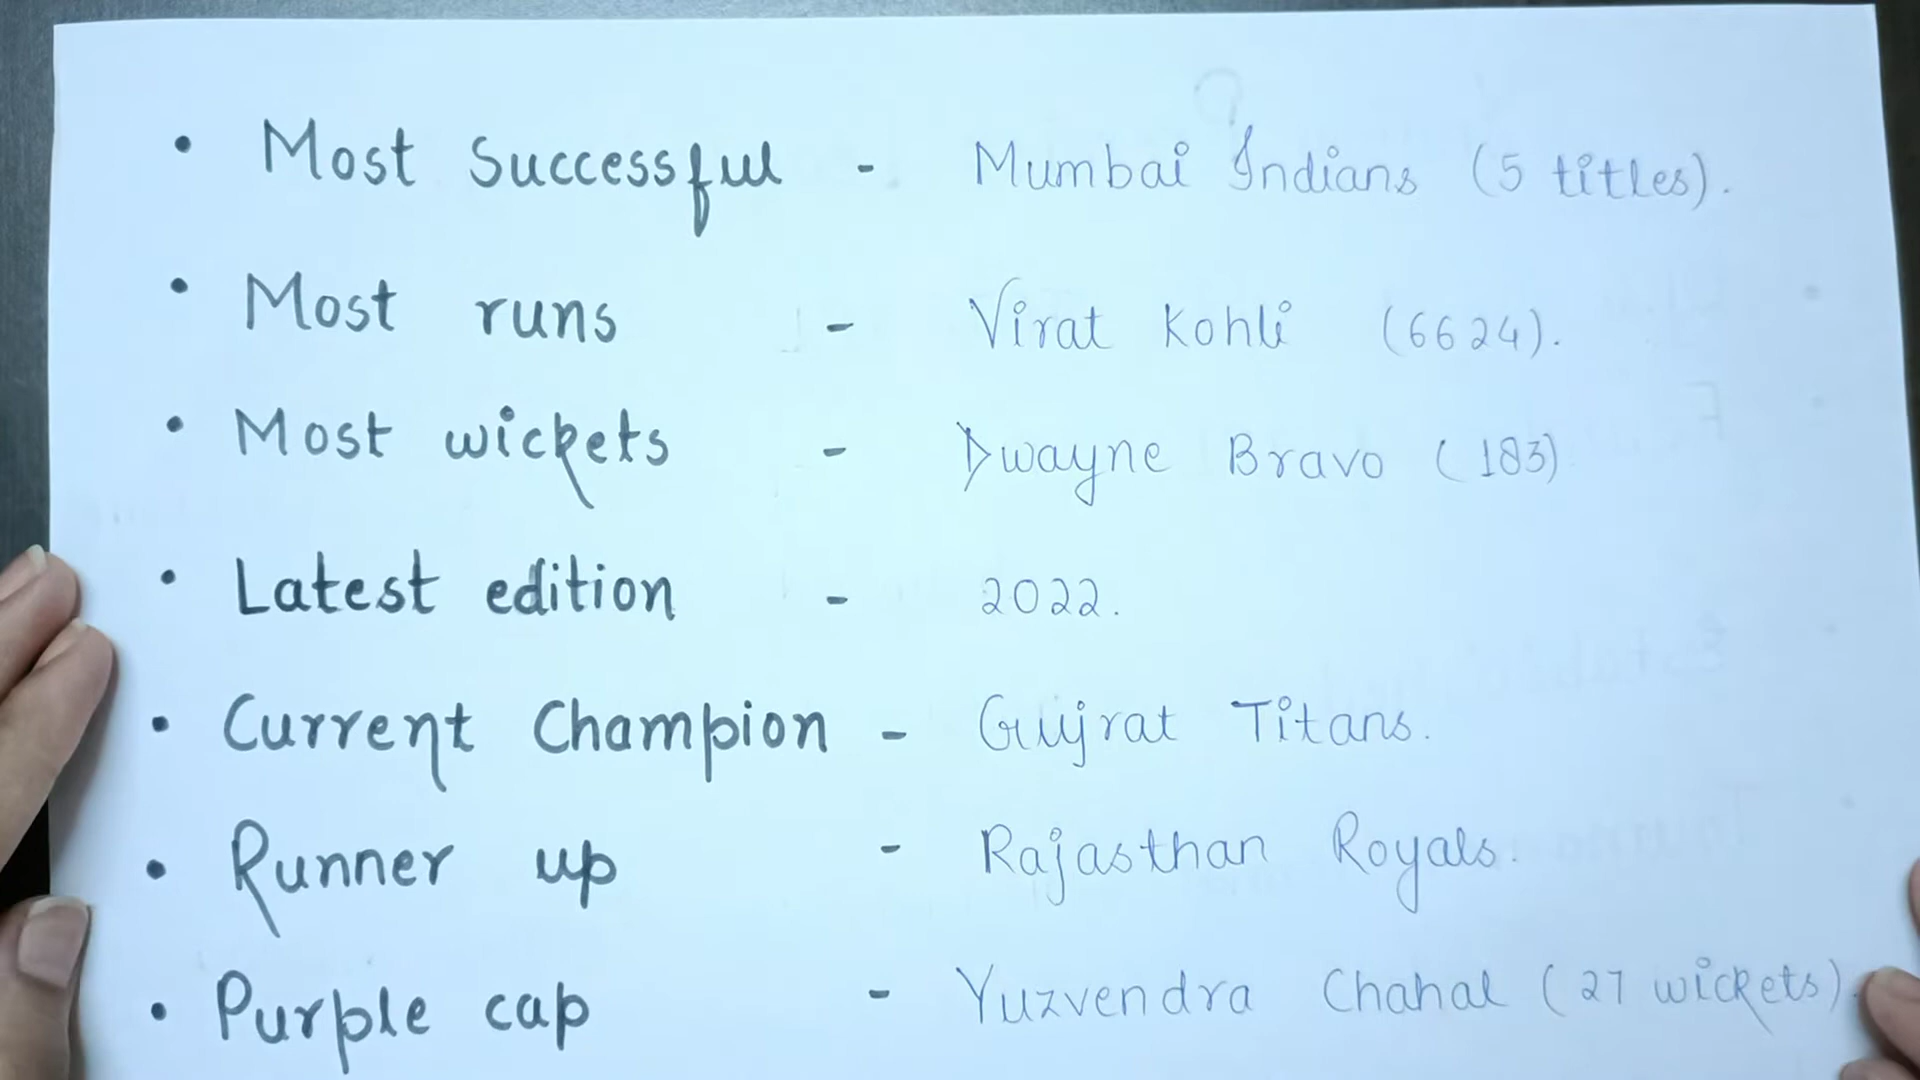 • Most Successful - Mumbai Indians (5 titles).
• Most runs - Virat Kohli (6624).
• Most wickets - Dwayne Bravo (183)
• Latest edition - 2022.
• Current Champion - Gujrat Titans.
• Runner up - Rajasthan Royals.
• Purple cap - Yuzvendra Chahal (27 wickets).